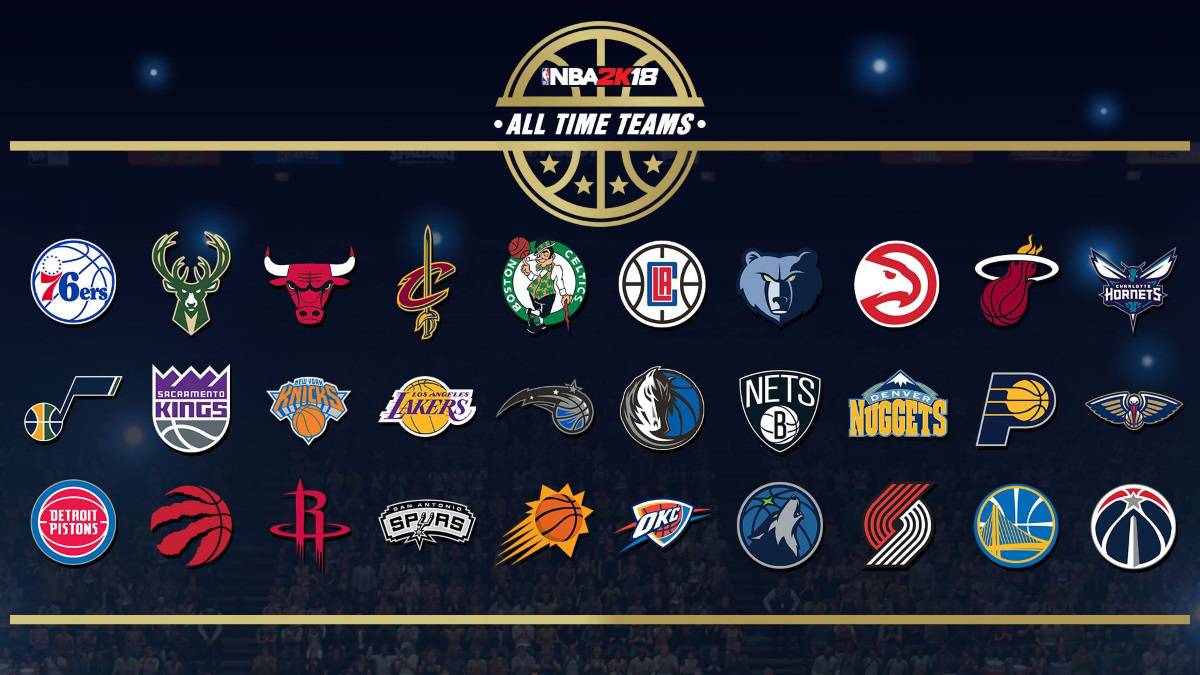 NBA2K18
• ALL TIME TEAMS •
76ers
BOSTON CELTICS
LA
CHARLOTTE
HORNETS
SACRAMENTO
KINGS
NEW YORK
KNICKS
LOS ANGELES
LAKERS
NETS
B
DENVER
NUGGETS
DETROIT
PISTONS
R
SAN ANTONIO
SPURS
OKC